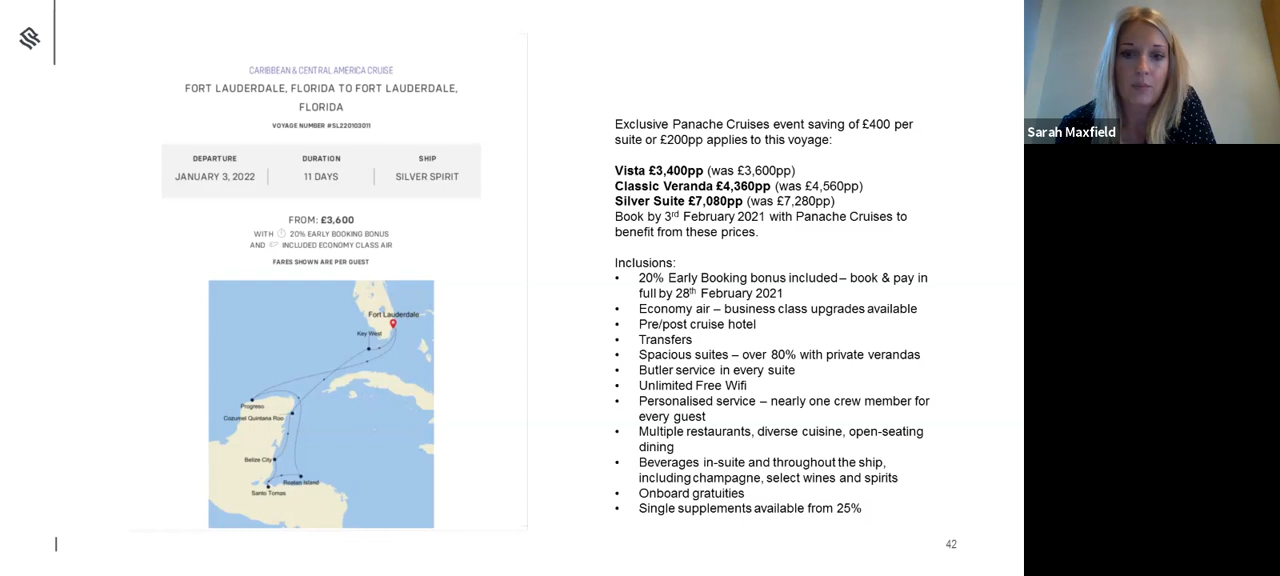 CARIBBEAN & CENTRAL AMERICA CRUISE
FORT LAUDERDALE, FLORIDA TO FORT LAUDERDALE,
FLORIDA
VOYAGE NUMBER #SL220103011
DEPARTURE
JANUARY 3, 2022
DURATION
11 DAYS
SHIP
SILVER SPIRIT
FROM: £3,600
WITH 20% EARLY BOOKING BONUS
AND INCLUDED ECONOMY CLASS AIR
FARES SHOWN ARE PER GUEST
Fort Lauderdale
Key West
Progreso
Cozumel Quintana Roo
Belize City
Roatan Island
Santo Tomas
Exclusive Panache Cruises event saving of £400 per
suite or £200pp applies to this voyage:
Vista £3,400pp (was £3,600pp)
Classic Veranda £4,360pp (was £4,560pp)
Silver Suite £7,080pp (was £7,280pp)
Book by 3rd February 2021 with Panache Cruises to
benefit from these prices.
Inclusions:
• 20% Early Booking bonus included – book & pay in
full by 28th February 2021
• Economy air – business class upgrades available
• Pre/post cruise hotel
• Transfers
• Spacious suites – over 80% with private verandas
• Butler service in every suite
• Unlimited Free Wifi
• Personalised service – nearly one crew member for
every guest
• Multiple restaurants, diverse cuisine, open-seating
dining
• Beverages in-suite and throughout the ship,
including champagne, select wines and spirits
• Onboard gratuities
• Single supplements available from 25%
42
Sarah Maxfield